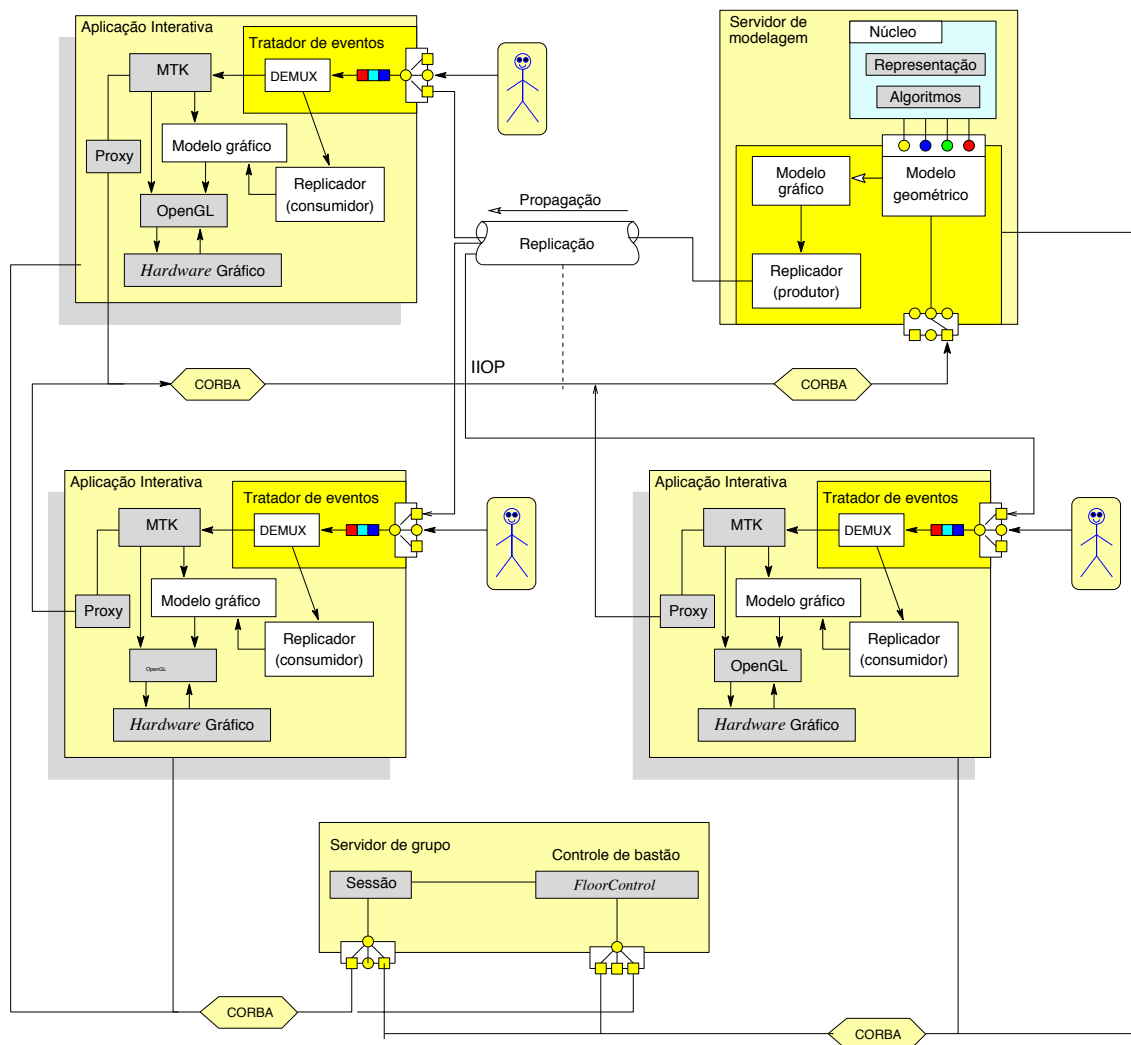 Aplicação Interativa
Tratador de eventos
MTK
DEMUX
Modelo gráfico
Proxy
Replicador
(consumidor)
OpenGL
Hardware Gráfico
Servidor de
modelagem
Núcleo
Representação
Algoritmos
Modelo
gráfico
Modelo
geométrico
Replicador
(produtor)
Propagação
Replicação
IIOP
CORBA
CORBA
Aplicação Interativa
Tratador de eventos
MTK
DEMUX
Modelo gráfico
Proxy
Replicador
(consumidor)
OpenGL
Hardware Gráfico
Aplicação Interativa
Tratador de eventos
MTK
DEMUX
Modelo gráfico
Proxy
Replicador
(consumidor)
OpenGL
Hardware Gráfico
Servidor de grupo
Controle de bastão
Sessão
FloorControl
CORBA
CORBA